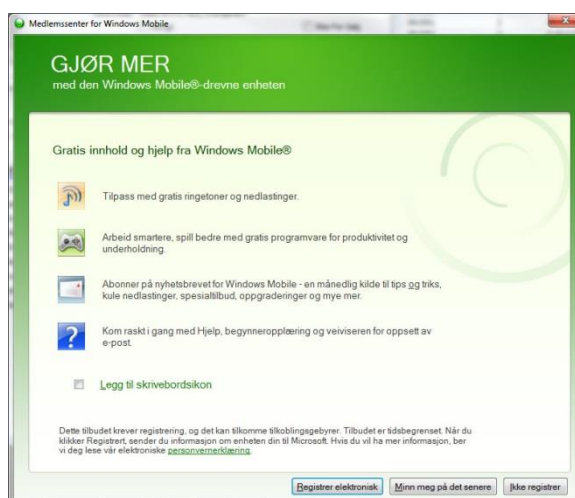 Medlemssenter for Windows Mobile
GJØR MER
med den Windows Mobile®-drevne enheten
Gratis innhold og hjelp fra Windows Mobile®
Tilpass med gratis ringetoner og nedlastinger.
Arbeid smartere, spill bedre med gratis programvare for produktivitet og
underholdning.
Abonner på nyhetsbrevet for Windows Mobile - en månedlig kilde til tips og triks,
kule nedlastinger, spesialtilbud, oppgraderinger og mye mer.
Kom raskt i gang med Hjelp, begynneropplæring og veiviseren for oppsett av
e-post.
Legg til skrivebordsikon
Dette tilbudet krever registrering, og det kan tilkomme tilkoblingsgebyrer. Tilbudet er tidsbegrenset. Når du
klikker Registrert, sender du informasjon om enheten din til Microsoft. Hvis du vil ha mer informasjon, ber
vi deg lese vår elektroniske personvernerklæring.
Registrer elektronisk
Minn meg på det senere
Ikke registrer